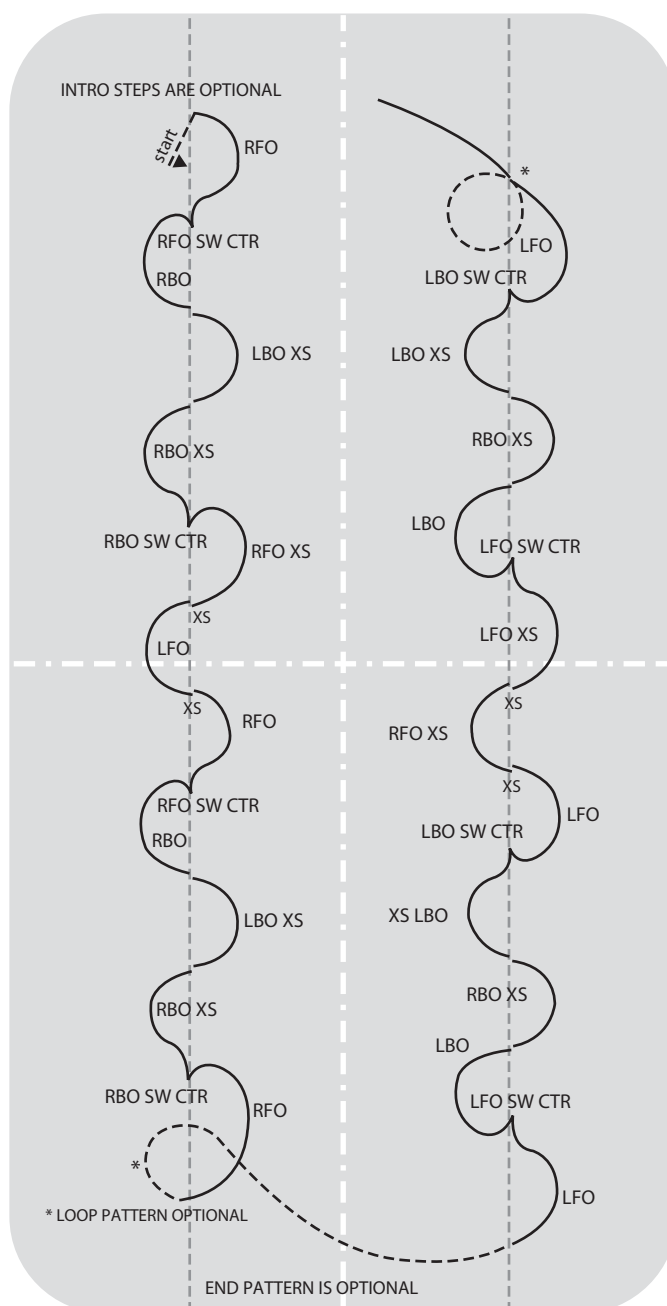 INTRO STEPS ARE OPTIONAL
start
RFO
RFO SW CTR
RBO
LBO XS
RBO XS
RBO SW CTR
RFO XS
XS
LFO
XS
RFO
RFO SW CTR
RBO
LBO XS
RBO XS
RBO SW CTR
RFO
*
* LOOP PATTERN OPTIONAL
END PATTERN IS OPTIONAL
*
LFO
LBO SW CTR
LBO XS
RBO XS
LBO
LFO SW CTR
LFO XS
XS
RFO XS
XS
LFO
LBO SW CTR
XS LBO
RBO XS
LBO
LFO SW CTR
LFO